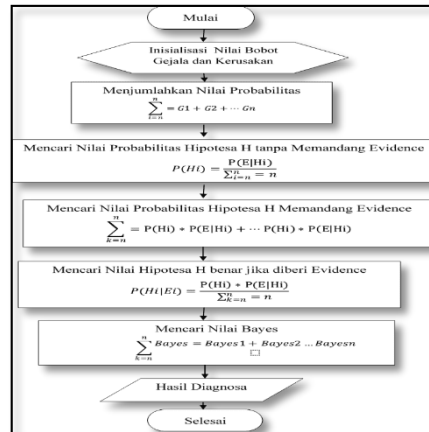 Mulai
Inisialisasi Nilai Bobot
Gejala dan Kerusakan
Menjumlahkan Nilai Probabilitas
∑_{i=n}^{n} = G1 + G2 + ⋯ Gn
Mencari Nilai Probabilitas Hipotesa H tanpa Memandang Evidence
P(Hi) = P(E|Hi) / ∑_{i=n}^{n} = n
Mencari Nilai Probabilitas Hipotesa H Memandang Evidence
∑_{k=n}^{n} = P(Hi) * P(E|Hi) + ⋯ P(Hi) * P(E|Hi)
Mencari Nilai Hipotesa H benar jika diberi Evidence
P(Hi|Ei) = P(Hi) * P(E|Hi) / ∑_{k=n}^{n} = n
Mencari Nilai Bayes
∑_{k=n}^{n} Bayes = Bayes1 + Bayes2 … Bayesn
Hasil Diagnosa
Selesai